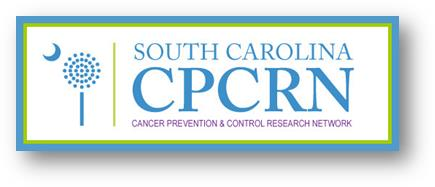 SOUTH CAROLINA
CPCRN
CANCER PREVENTION & CONTROL RESEARCH NETWORK